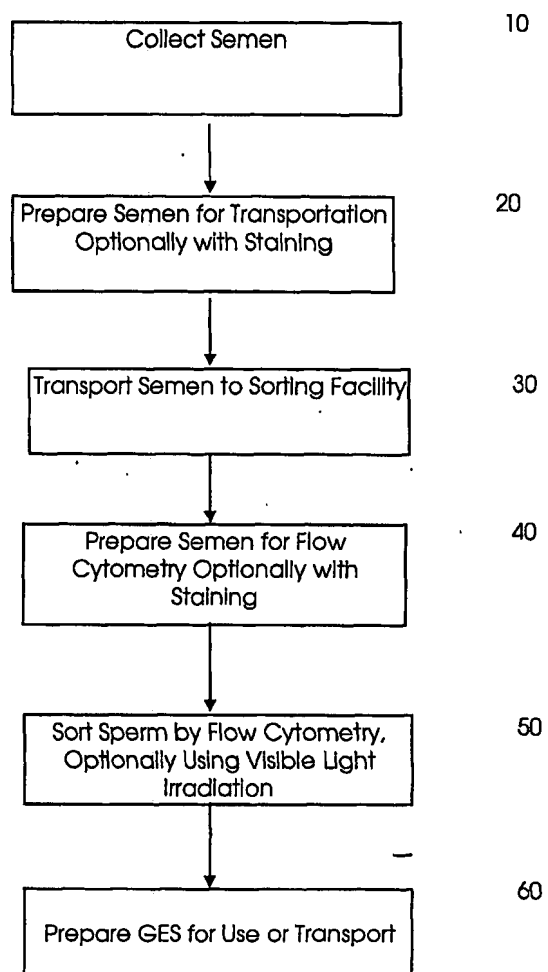 10
Collect Semen
20
Prepare Semen for Transportation
Optionally with Staining
30
Transport Semen to Sorting Facility
40
Prepare Semen for Flow
Cytometry Optionally with
Staining
50
Sort Sperm by Flow Cytometry,
Optionally Using Visible Light
Irradiation
60
Prepare GES for Use or Transport